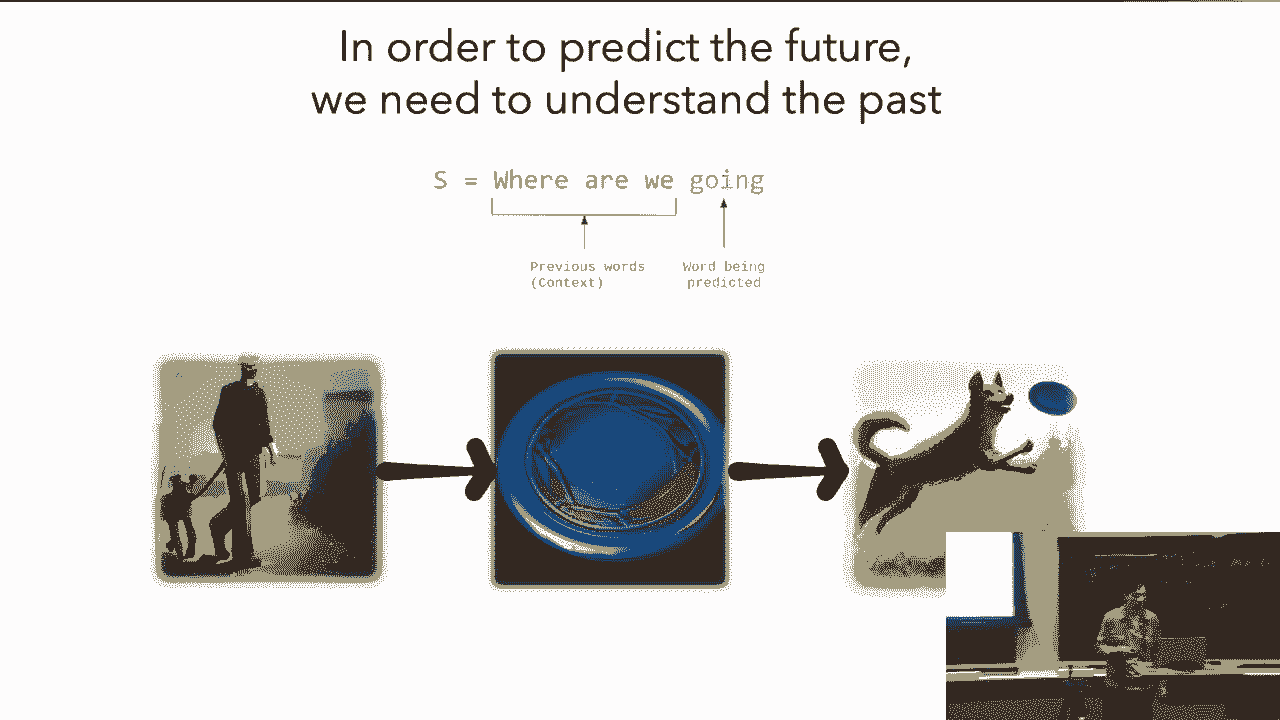 In order to predict the future,
we need to understand the past
S = Where are we going
Previous words
(Context)
Word being
predicted